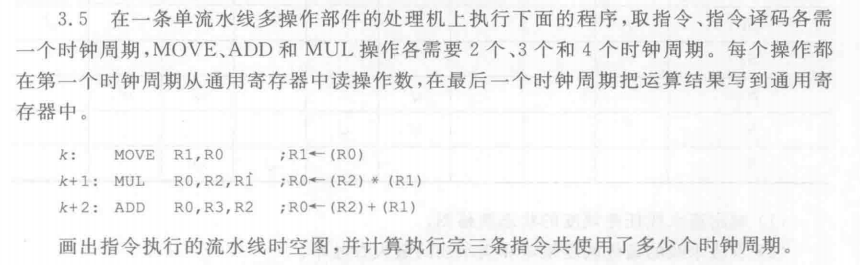 3.5 在一条单流水线多操作部件的处理机上执行下面的程序,取指令、指令译码各需
一个时钟周期,MOVE、ADD 和 MUL 操作各需要 2 个、3 个和 4 个时钟周期。每个操作都
在第一个时钟周期从通用寄存器中读操作数,在最后一个时钟周期把运算结果写到通用寄
存器中。
k: MOVE R1,R0 ;R1←(R0)
k+1: MUL R0,R2,R1 ;R0←(R2)*(R1)
k+2: ADD R0,R3,R2 ;R0←(R2)+(R1)
画出指令执行的流水线时空图,并计算执行完三条指令共使用了多少个时钟周期。